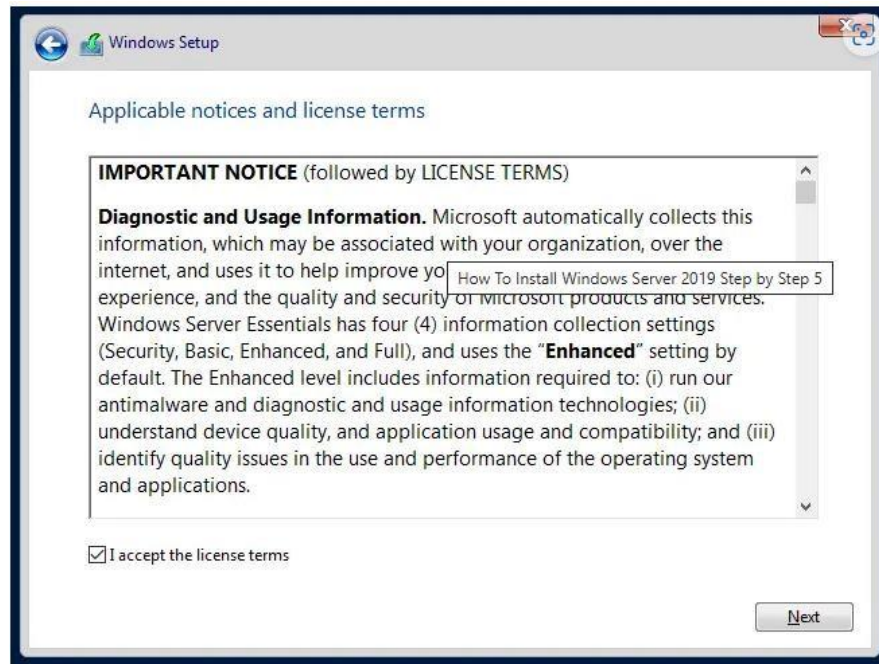 Windows Setup
Applicable notices and license terms
IMPORTANT NOTICE (followed by LICENSE TERMS)
Diagnostic and Usage Information. Microsoft automatically collects this
information, which may be associated with your organization, over the
internet, and uses it to help improve
How To Install Windows Server 2019 Step by Step 5
experience, and the quality and security of Microsoft products and services.
Windows Server Essentials has four (4) information collection settings
(Security, Basic, Enhanced, and Full), and uses the “Enhanced” setting by
default. The Enhanced level includes information required to: (i) run our
antimalware and diagnostic and usage information technologies; (ii)
understand device quality, and application usage and compatibility; and (iii)
identify quality issues in the use and performance of the operating system
and applications.
I accept the license terms
Next